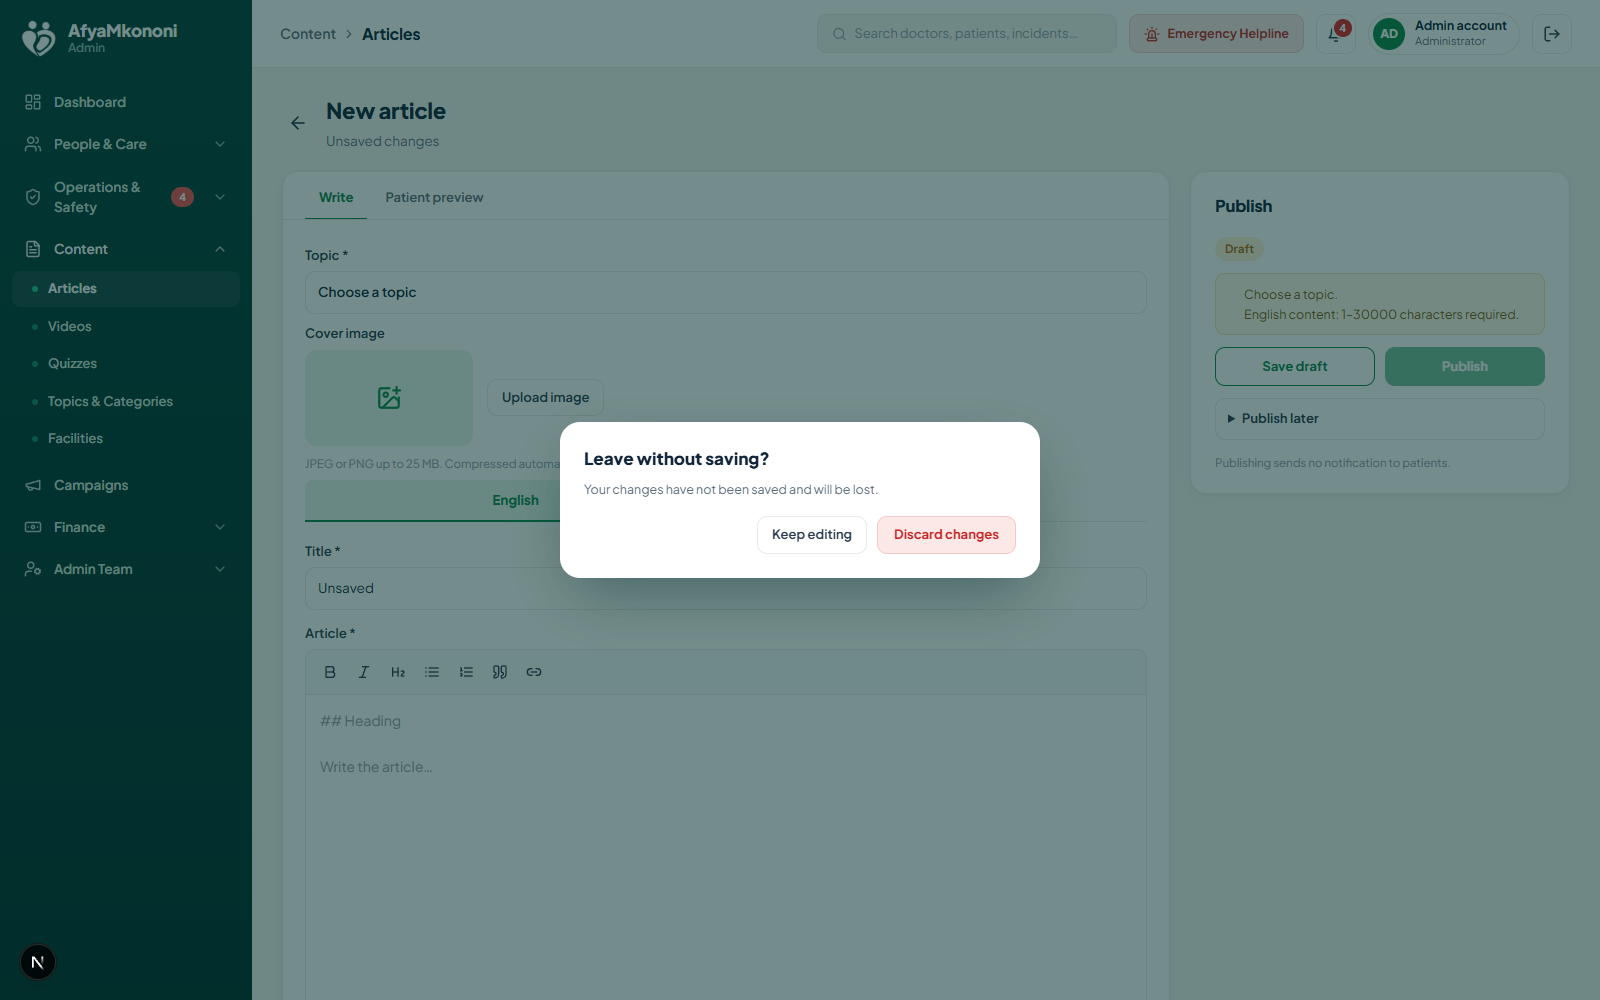 AfyaMkononi
Admin
Dashboard
People & Care
Operations &
Safety
4
Content
Articles
Videos
Quizzes
Topics & Categories
Facilities
Campaigns
Finance
Admin Team
Content > Articles
Search doctors, patients, incidents...
Emergency Helpline
4
AD
Admin account
Administrator
New article
Unsaved changes
Write
Patient preview
Topic *
Choose a topic
Cover image
Upload image
JPEG or PNG up to 25 MB. Compressed
English
Title *
Unsaved
Article *
B I H2
## Heading
Write the article...
Publish
Draft
Choose a topic.
English content: 1–30000 characters required.
Save draft
Publish
Publish later
Publishing sends no notification to patients.
Leave without saving?
Your changes have not been saved and will be lost.
Keep editing
Discard changes
N